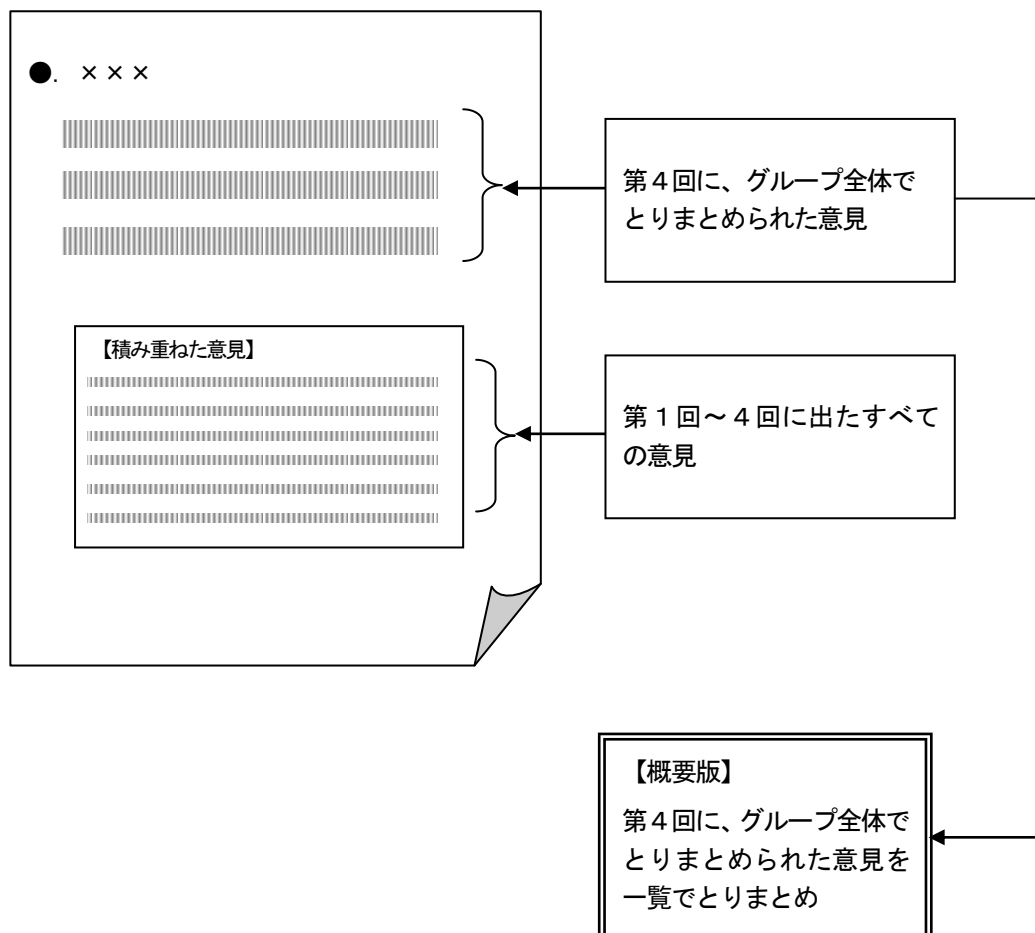 ●. ×××
第４回に、グループ全体で
とりまとめられた意見
【積み重ねた意見】
第１回～４回に出たすべて
の意見
【概要版】
第４回に、グループ全体で
とりまとめられた意見を
一覧でとりまとめ